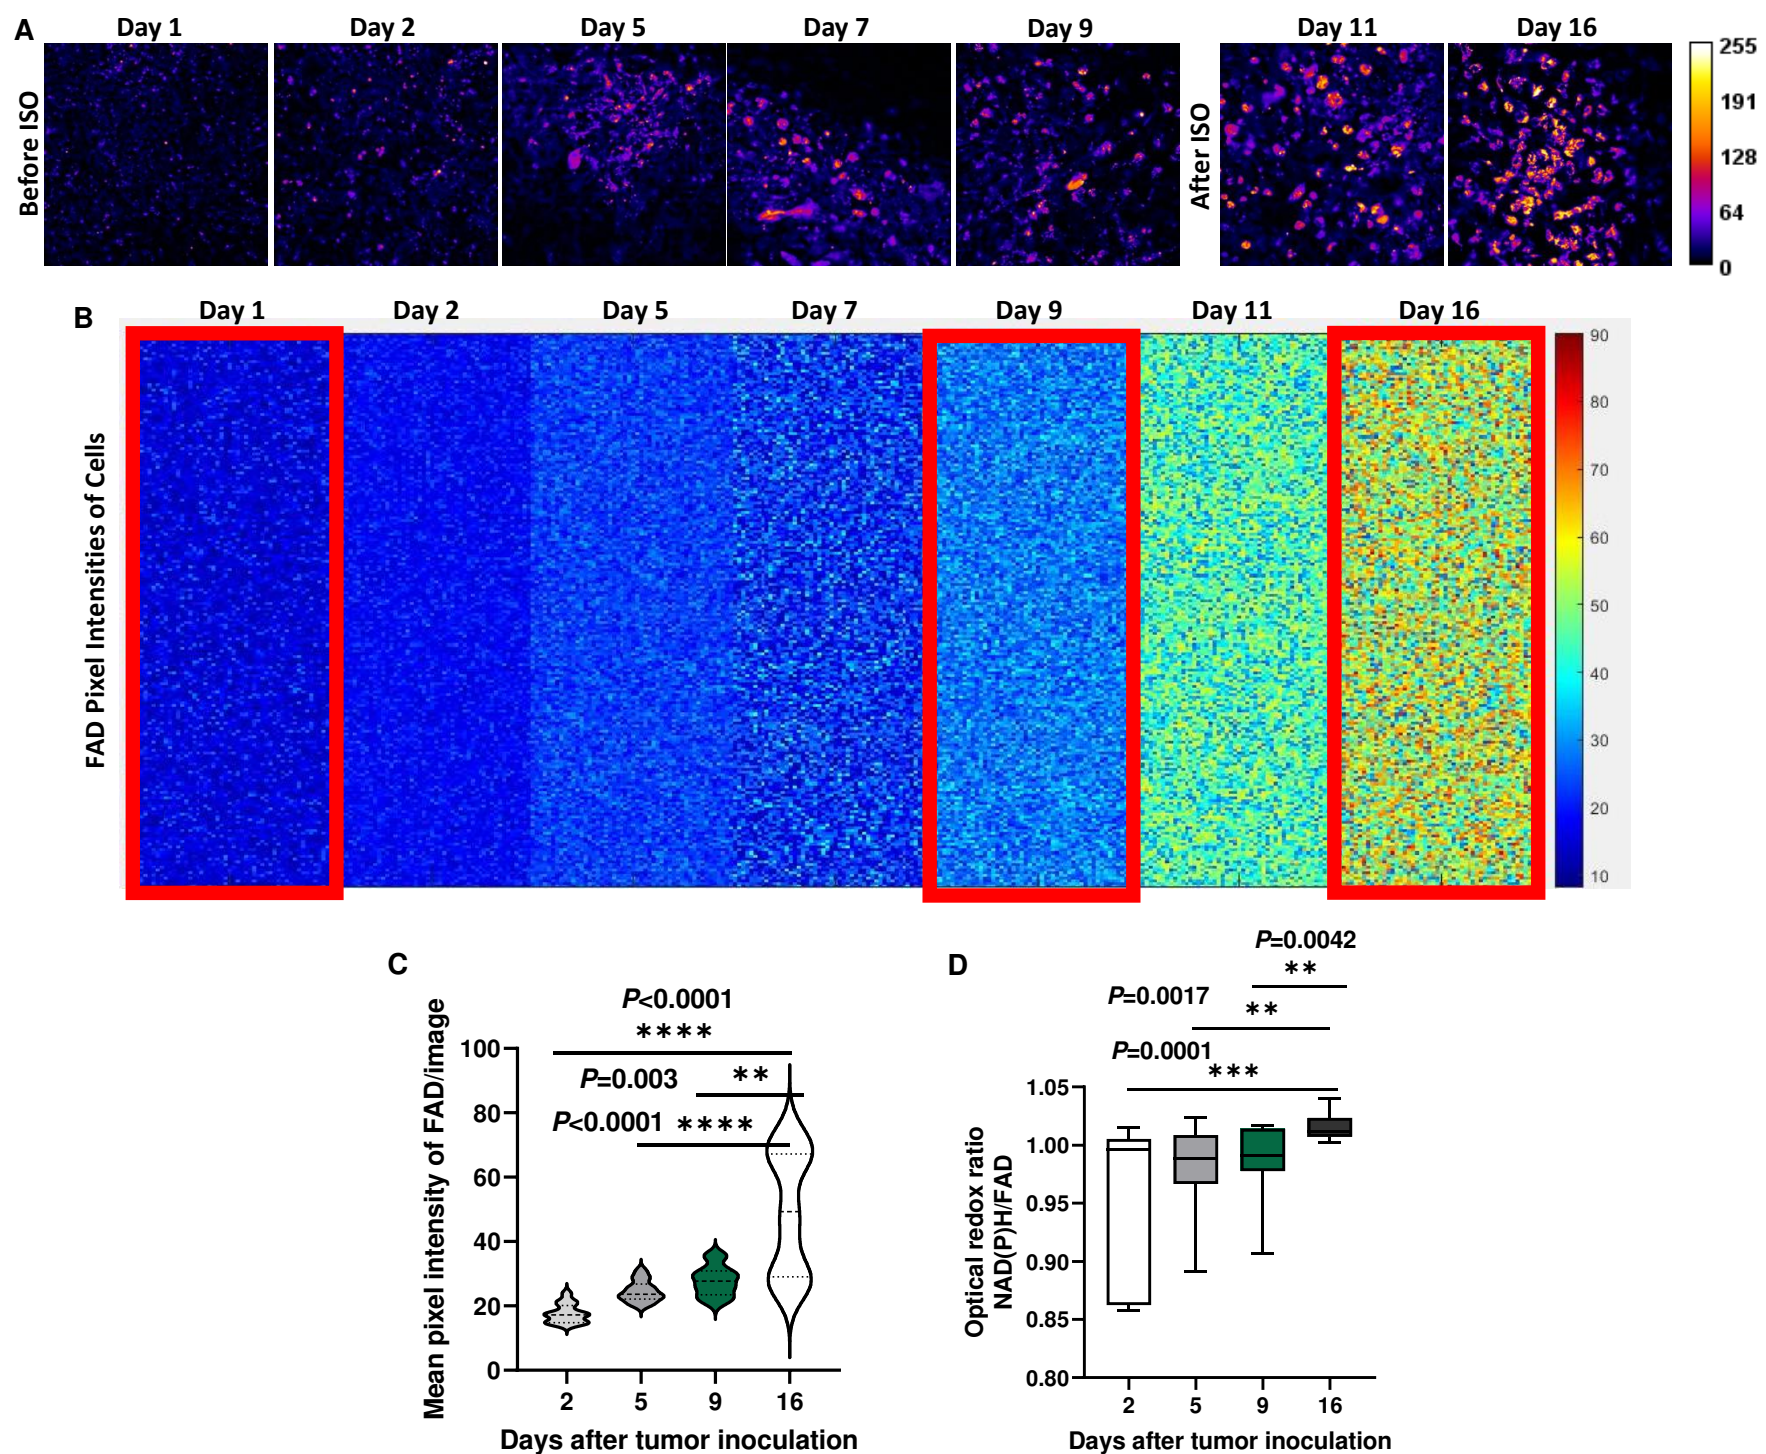 A
Day 1
Day 2
Day 5
Day 7
Day 9
Day 11
Day 16
Before ISO
After ISO
255
191
128
64
0
B
Day 1
Day 2
Day 5
Day 7
Day 9
Day 11
Day 16
FAD Pixel Intensities of Cells
90
80
70
60
50
40
30
20
10
C
P<0.0001
****
P=0.003
**
P<0.0001 ****
Mean pixel intensity of FAD/image
100
80
60
40
20
0
2
5
9
16
Days after tumor inoculation
D
P=0.0042
**
P=0.0017
**
P=0.0001
***
Optical redox ratio
NAD(P)H/FAD
1.05
1.00
0.95
0.90
0.85
0.80
2
5
9
16
Days after tumor inoculation